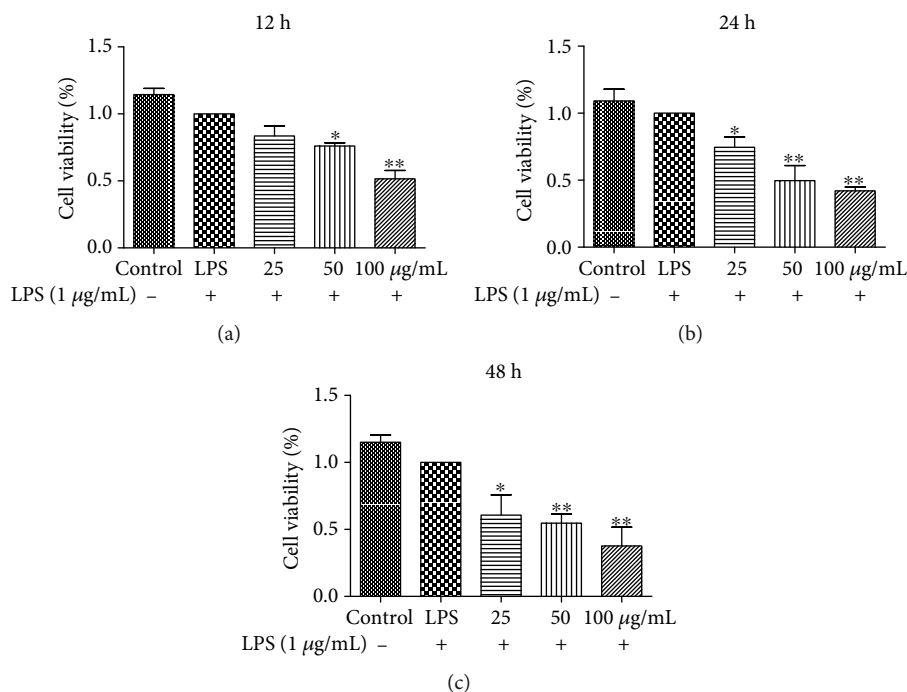 12 h
Cell viability (%)
1.5
1.0
0.5
0.0
*
**
Control LPS 25 50 100 μg/mL
LPS (1 μg/mL) – + + + +
(a)
24 h
Cell viability (%)
1.5
1.0
0.5
0.0
*
**
**
Control LPS 25 50 100 μg/mL
LPS (1 μg/mL) – + + + +
(b)
48 h
Cell viability (%)
1.5
1.0
0.5
0.0
*
**
**
Control LPS 25 50 100 μg/mL
LPS (1 μg/mL) – + + + +
(c)